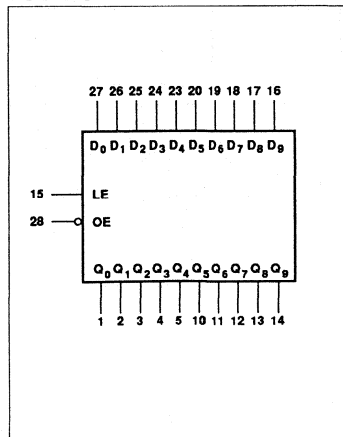 27 26 25 24 23 20 19 18 17 16
D0 D1 D2 D3 D4 D5 D6 D7 D8 D9
15 LE
28 OE
Q0 Q1 Q2 Q3 Q4 Q5 Q6 Q7 Q8 Q9
1 2 3 4 5 10 11 12 13 14